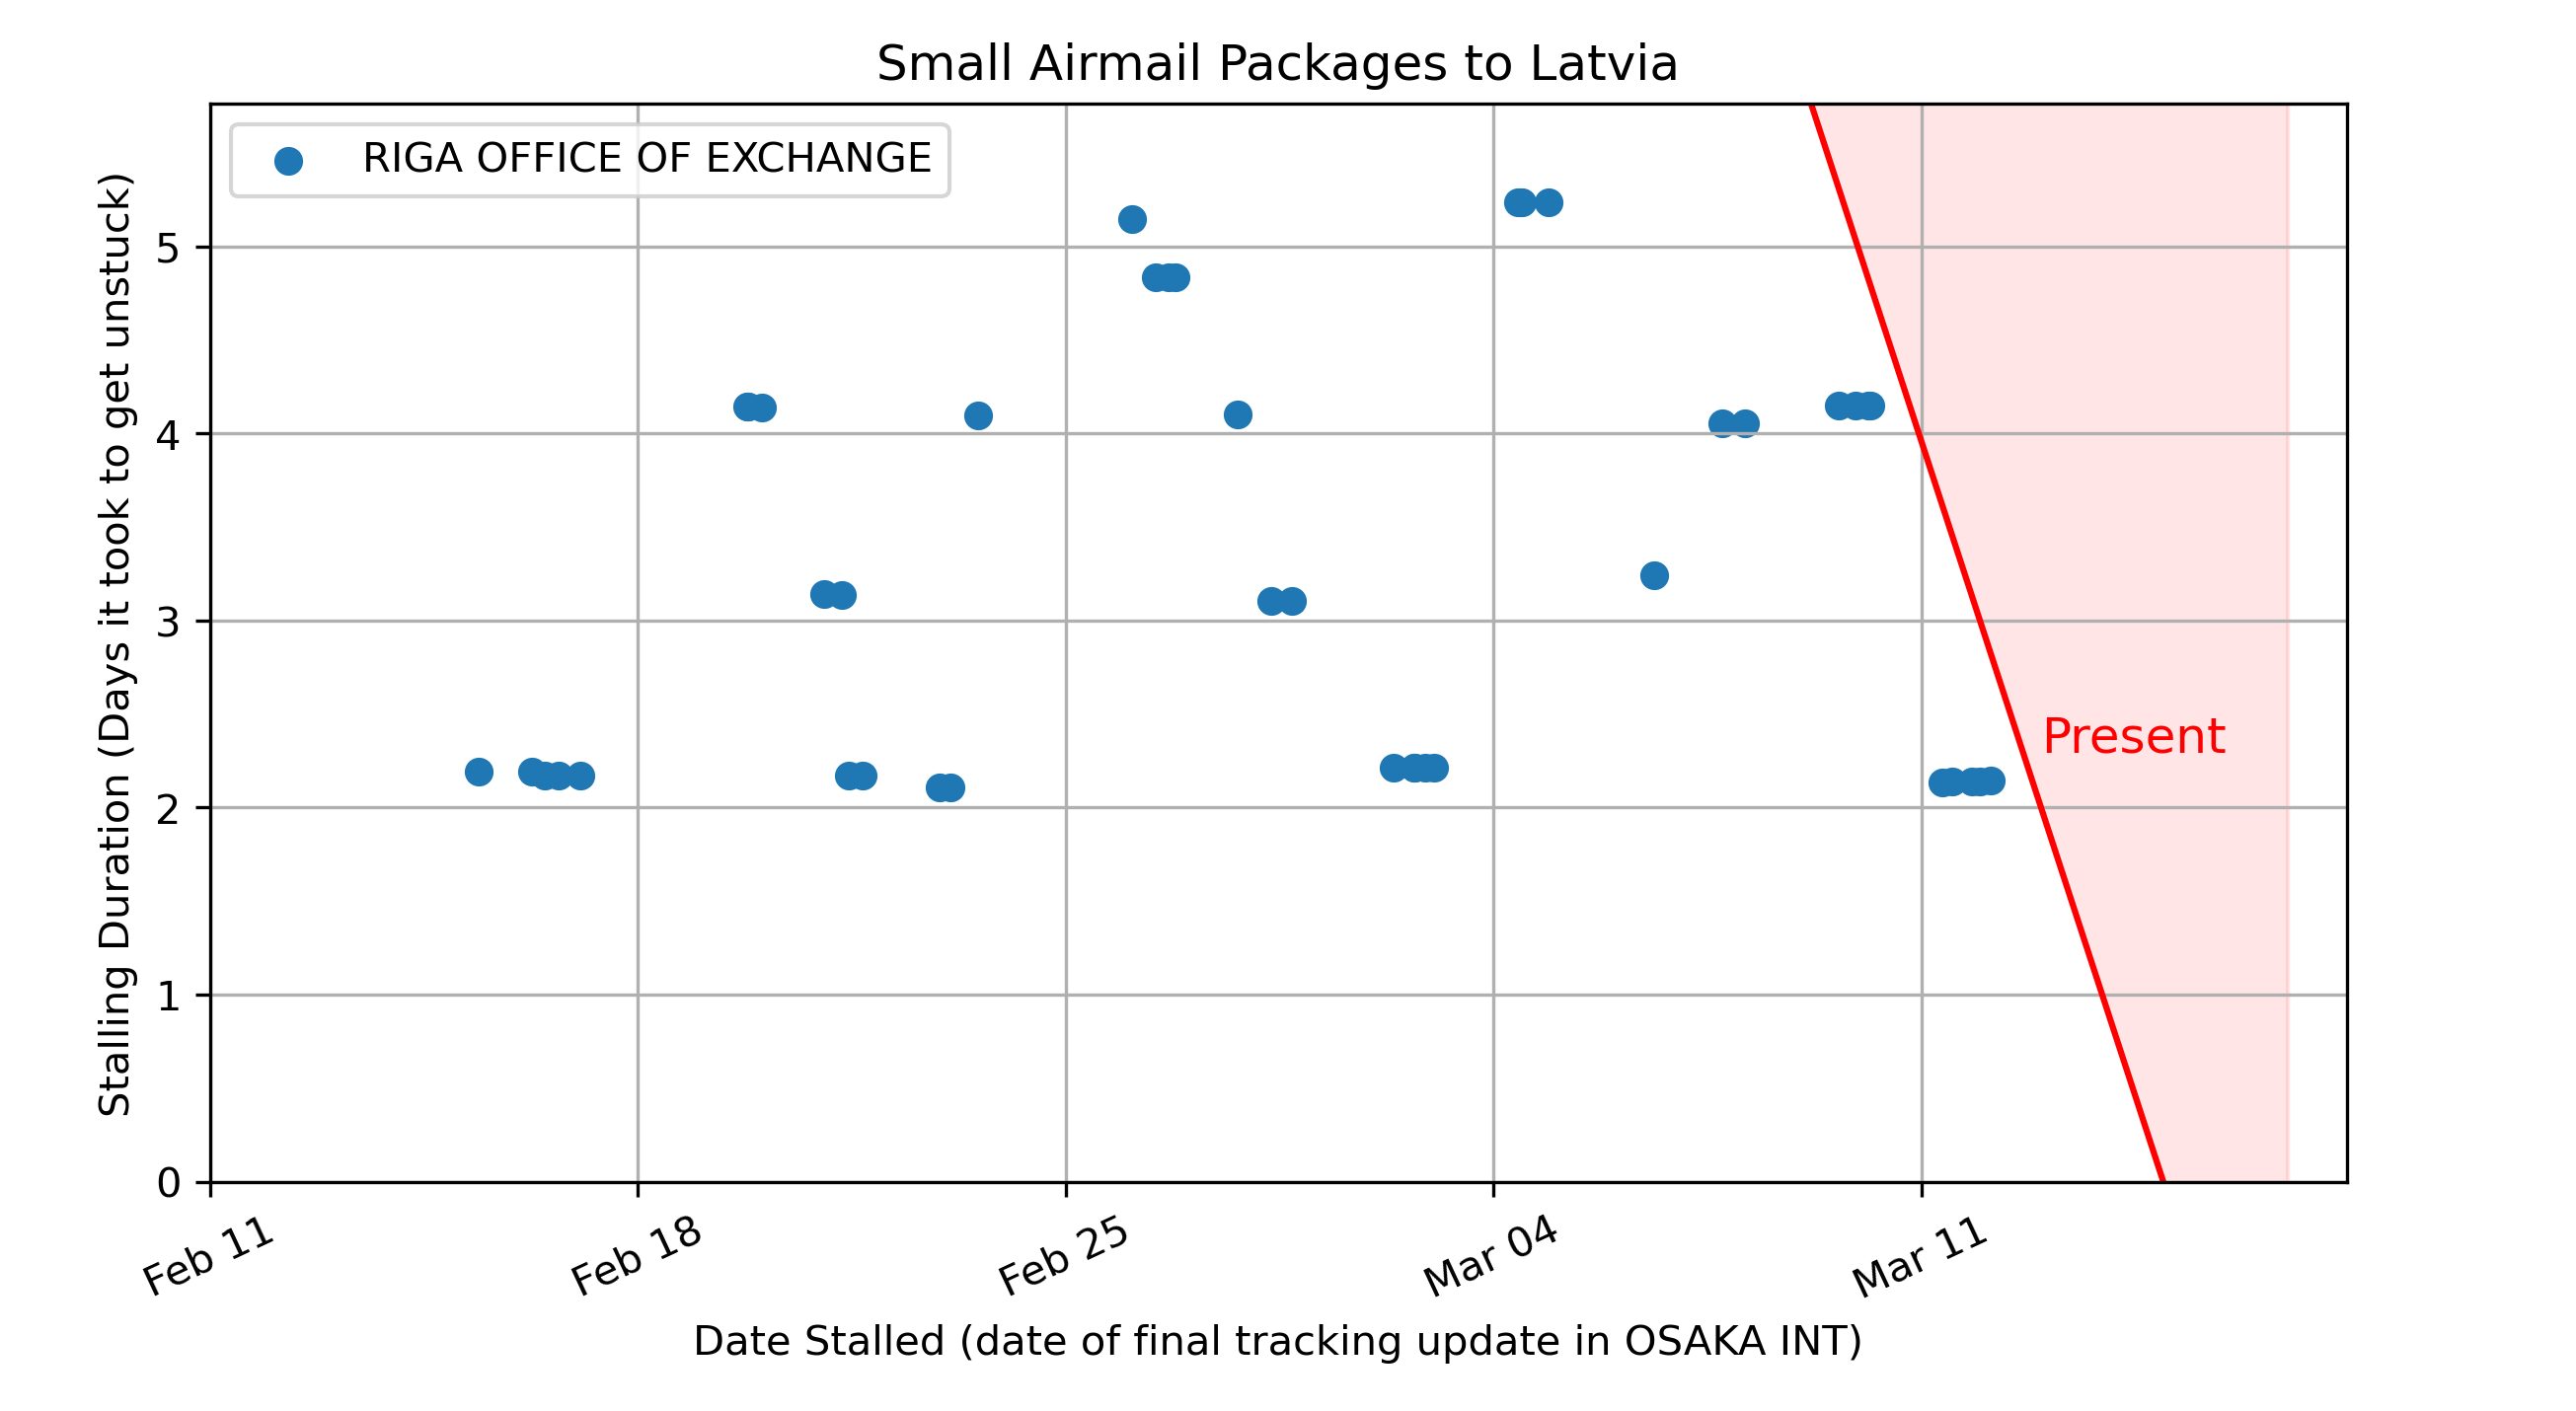 Small Airmail Packages to Latvia
RIGA OFFICE OF EXCHANGE
Stalling Duration (Days it took to get unstuck)
5
4
3
2
1
0
Present
Feb 11
Feb 18
Feb 25
Mar 04
Mar 11
Date Stalled (date of final tracking update in OSAKA INT)